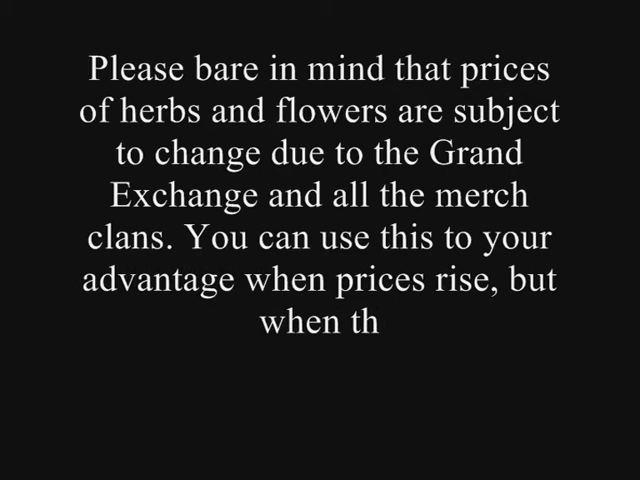 Please bare in mind that prices
of herbs and flowers are subject
to change due to the Grand
Exchange and all the merch
clans. You can use this to your
advantage when prices rise, but
when th